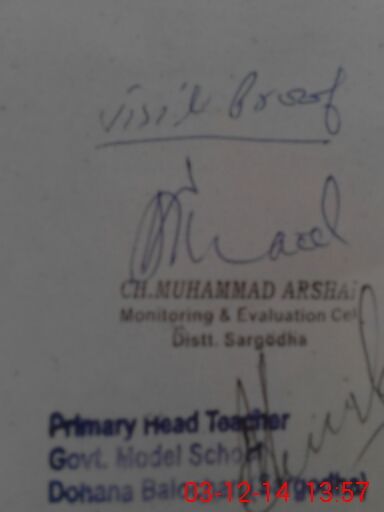 visit Proof
CH.MUHAMMAD ARSHA
Monitoring & Evaluation Cel
Distt. Sargodha
Primary Head Teacher
Govt. Model School
Dohana
03-12-14 13:57